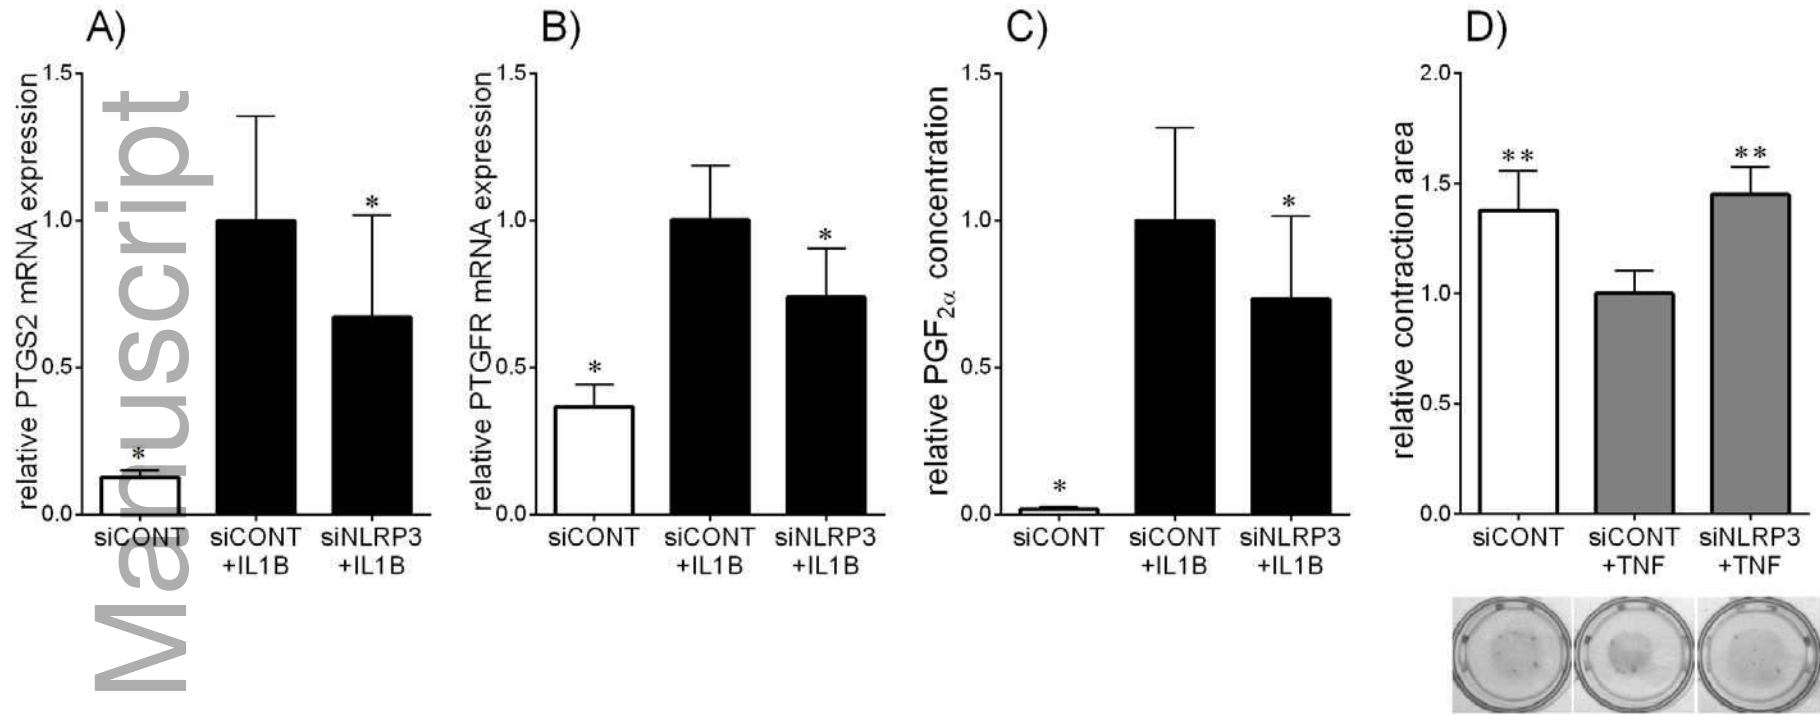 A)
relative PTGS2 mRNA expression
1.5
1.0
0.5
0.0
*
*
siCONT
siCONT
+IL1B
siNLRP3
+IL1B
B)
relative PTGFR mRNA expression
1.5
1.0
0.5
0.0
*
*
siCONT
siCONT
+IL1B
siNLRP3
+IL1B
C)
relative PGF2α concentration
1.5
1.0
0.5
0.0
*
*
siCONT
siCONT
+IL1B
siNLRP3
+IL1B
D)
relative contraction area
2.0
1.5
1.0
0.5
0.0
**
**
siCONT
siCONT
+TNF
siNLRP3
+TNF
Manuscript